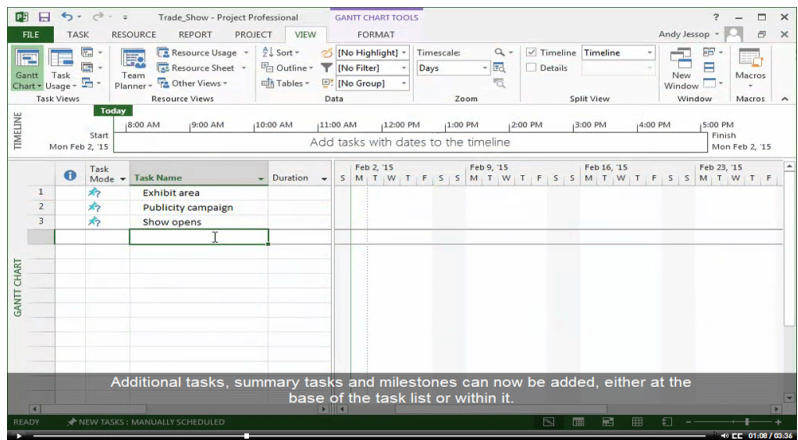 Trade_Show - Project Professional
GANTT CHART TOOLS
?
FILE
TASK
RESOURCE
REPORT
PROJECT
VIEW
FORMAT
Andy Jessop
Gantt Chart
Task Usage
Task Views
Team Planner
Resource Usage
Resource Sheet
Other Views
Resource Views
Sort
Outline
Tables
[No Highlight]
[No Filter]
[No Group]
Data
Timescale:
Days
Zoom
Timeline
Timeline
Details
Split View
New Window
Window
Macros
Macros
TIMELINE
Today
Start
Mon Feb 2, '15
8:00 AM
9:00 AM
10:00 AM
11:00 AM
12:00 PM
1:00 PM
2:00 PM
3:00 PM
4:00 PM
5:00 PM
Add tasks with dates to the timeline
Finish
Mon Feb 2, '15
Task Mode
Task Name
Duration
Feb 2, '15
Feb 9, '15
Feb 16, '15
Feb 23, '15
S M T W T F S S M T W T F S S M T W T F S S M T W T F
1 Exhibit area
2 Publicity campaign
3 Show opens
GANTT CHART
Additional tasks, summary tasks and milestones can now be added, either at the
base of the task list or within it.
READY
NEW TASKS : MANUALLY SCHEDULED
CC
01:08 / 03:36